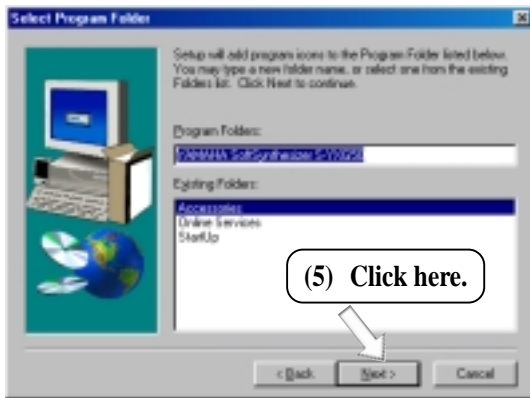 Select Program Folder
Setup will add program icons to the Program Folder listed below.
You may type a new folder name, or select one from the existing
Folders list. Click Next to continue.
Program Folders:
YAMAHA SoftSynthesizer
Existing Folders:
Accessories
Online Services
StartUp
(5) Click here.
< Back
Next >
Cancel